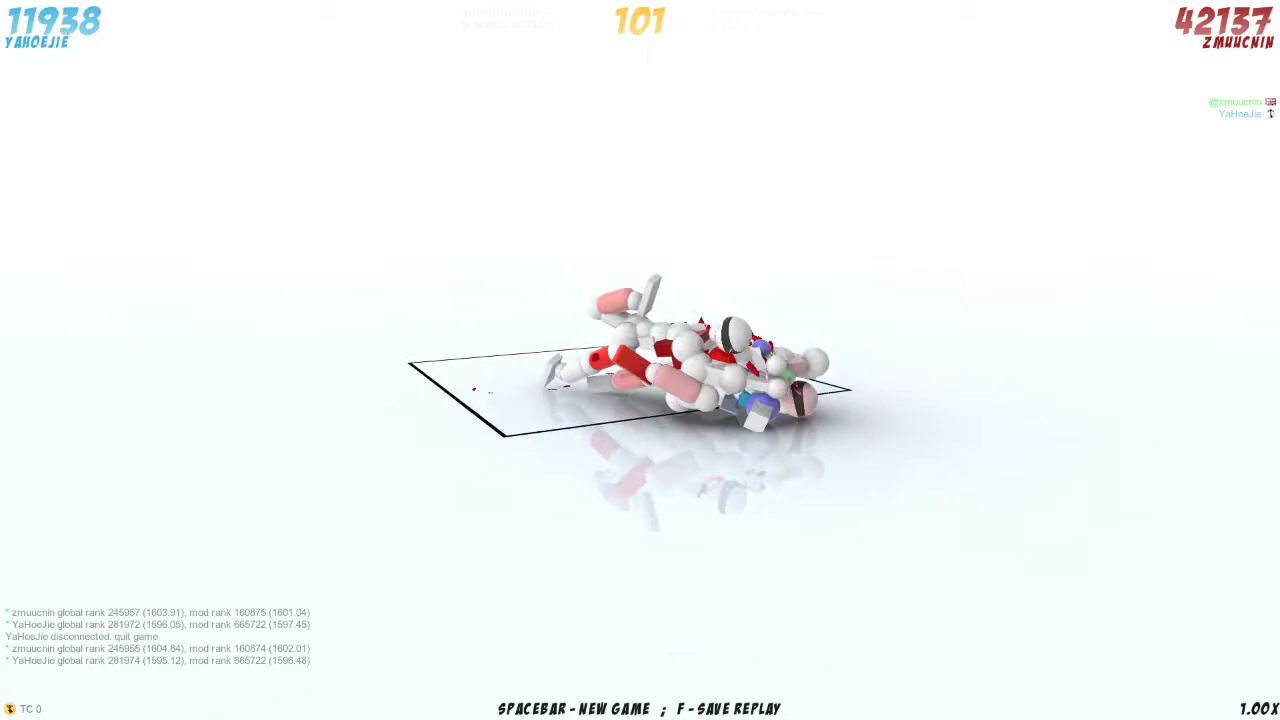 11938
YAHOEJIE
101
42137
ZMUUCNIN
@zmuucnin
YaHoeJie
* zmuucnin global rank 245957 (1603.91), mod rank 160875 (1601.04)
* YaHoeJie global rank 281972 (1596.05), mod rank 665722 (1597.45)
YaHoeJie disconnected. quit game
* zmuucnin global rank 245955 (1604.84), mod rank 160874 (1602.01)
* YaHoeJie global rank 281974 (1595.12), mod rank 665722 (1596.48)
TC 0
SPACEBAR - NEW GAME ; F - SAVE REPLAY
1.00X